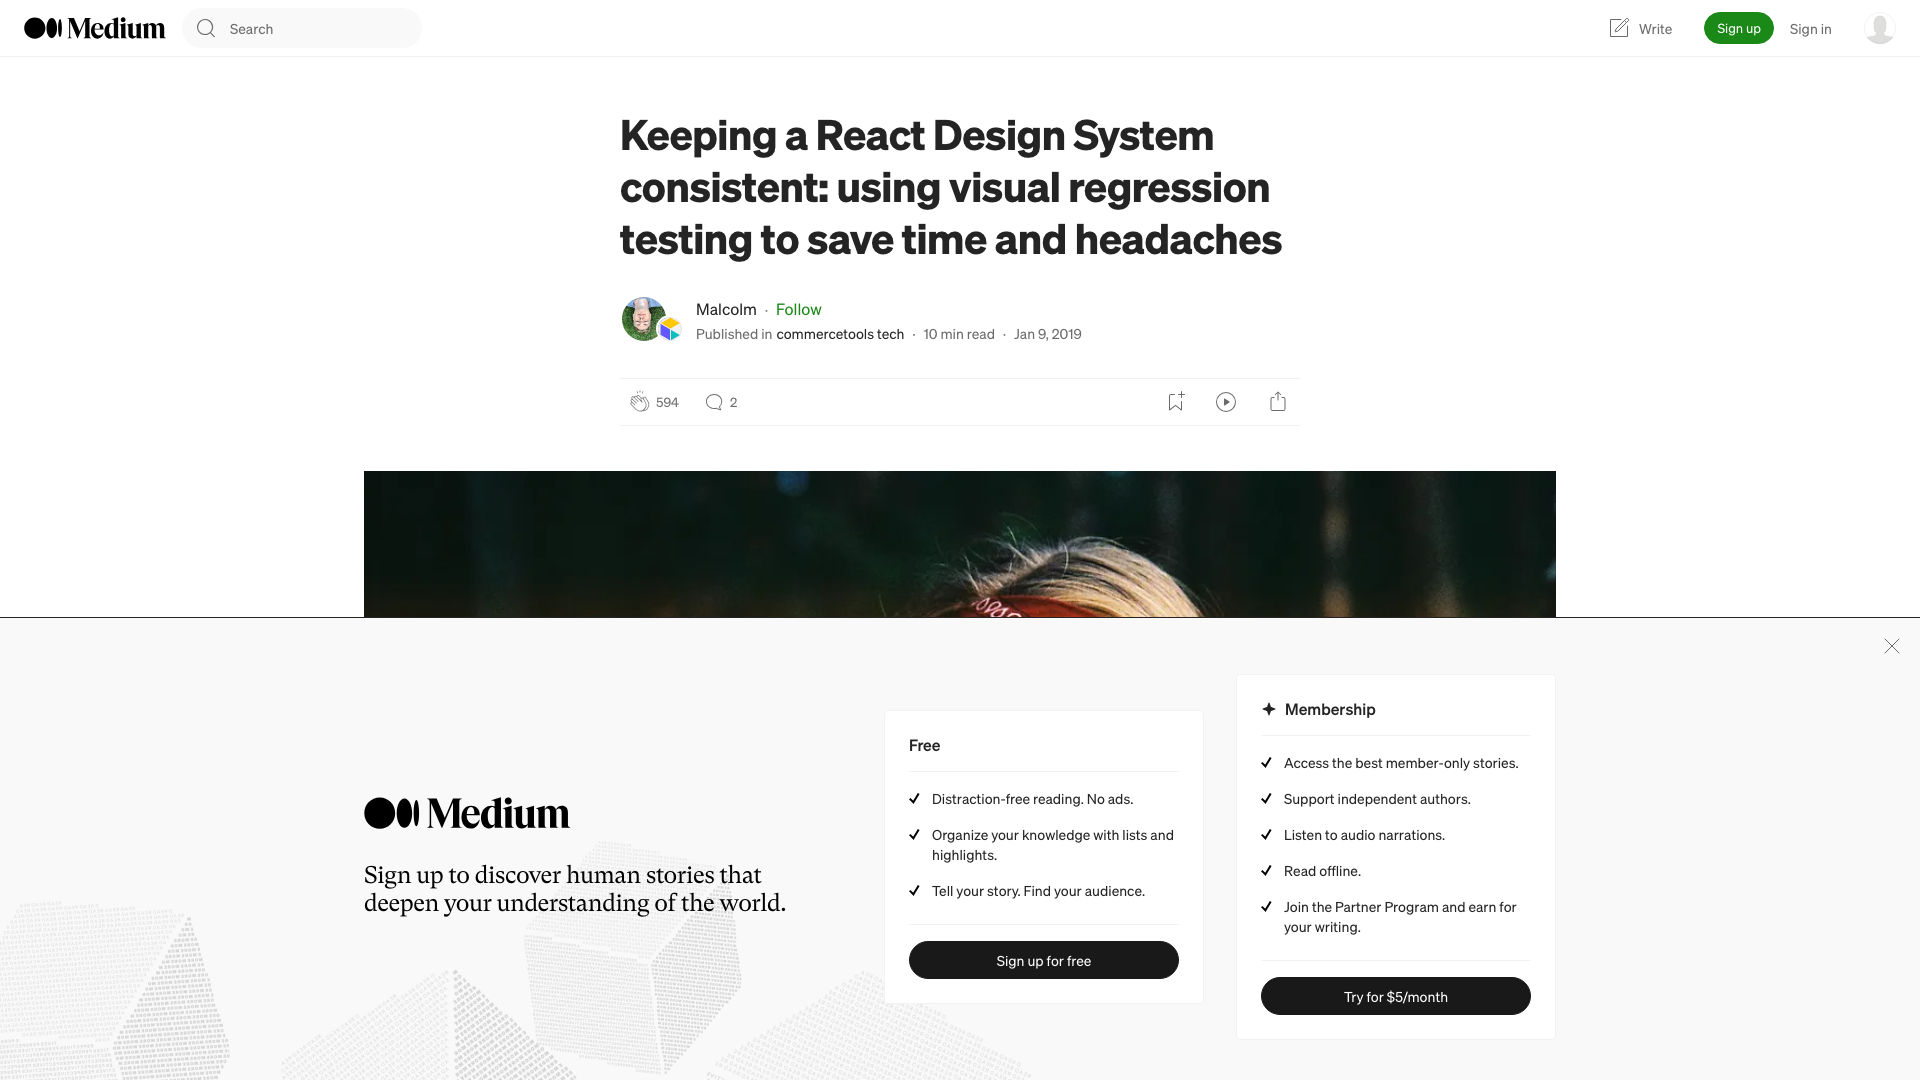 Medium
Search
Write
Sign up
Sign in
Keeping a React Design System
consistent: using visual regression
testing to save time and headaches
Malcolm · Follow
Published in commercetools tech · 10 min read · Jan 9, 2019
594
2
Medium
Sign up to discover human stories that
deepen your understanding of the world.
Free
Distraction-free reading. No ads.
Organize your knowledge with lists and
highlights.
Tell your story. Find your audience.
Sign up for free
Membership
Access the best member-only stories.
Support independent authors.
Listen to audio narrations.
Read offline.
Join the Partner Program and earn for
your writing.
Try for $5/month